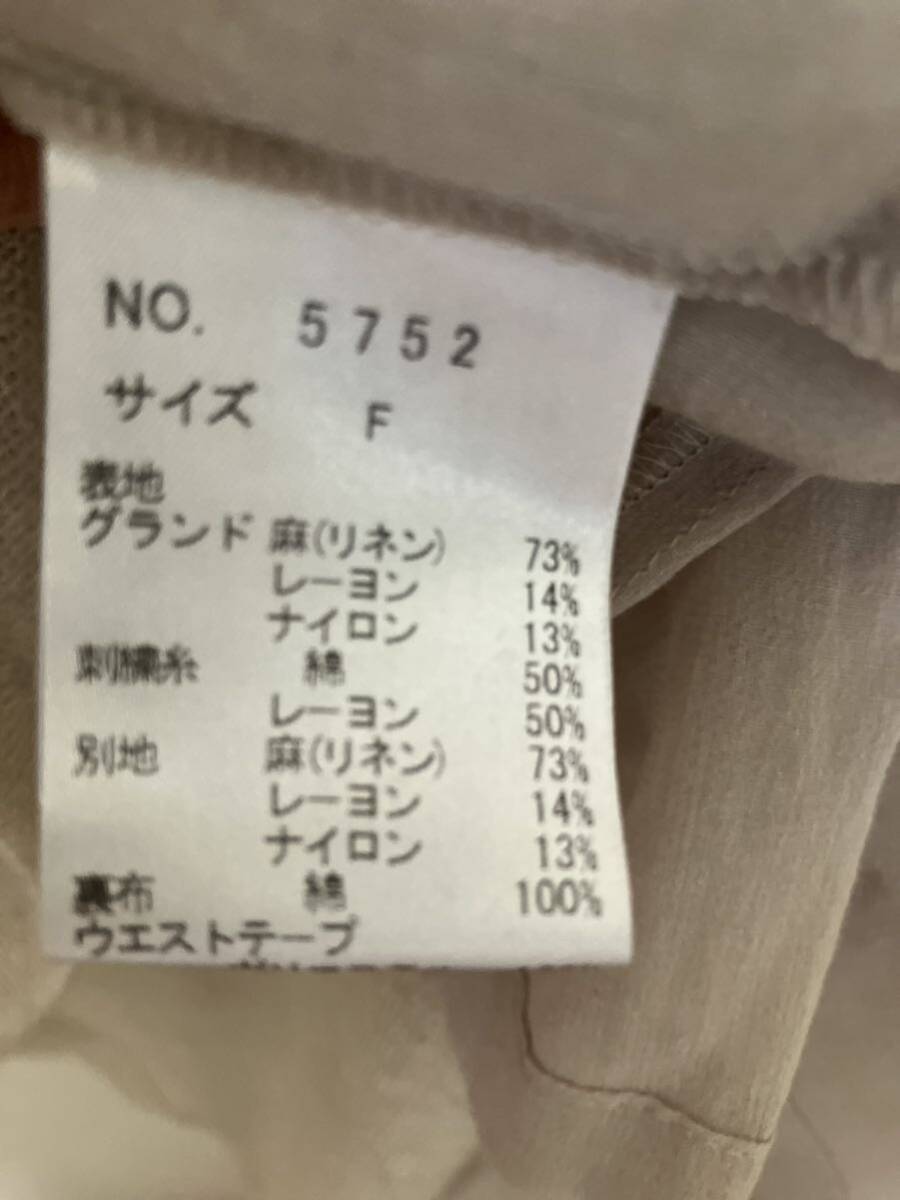 NO. 5752
サイズ F
表地
グランド 麻(リネン) 73%
レーヨン 14%
ナイロン 13%
刺繍糸 綿 50%
レーヨン 50%
別地 麻(リネン) 73%
レーヨン 14%
ナイロン 13%
裏布 綿 100%
ウエストテープ